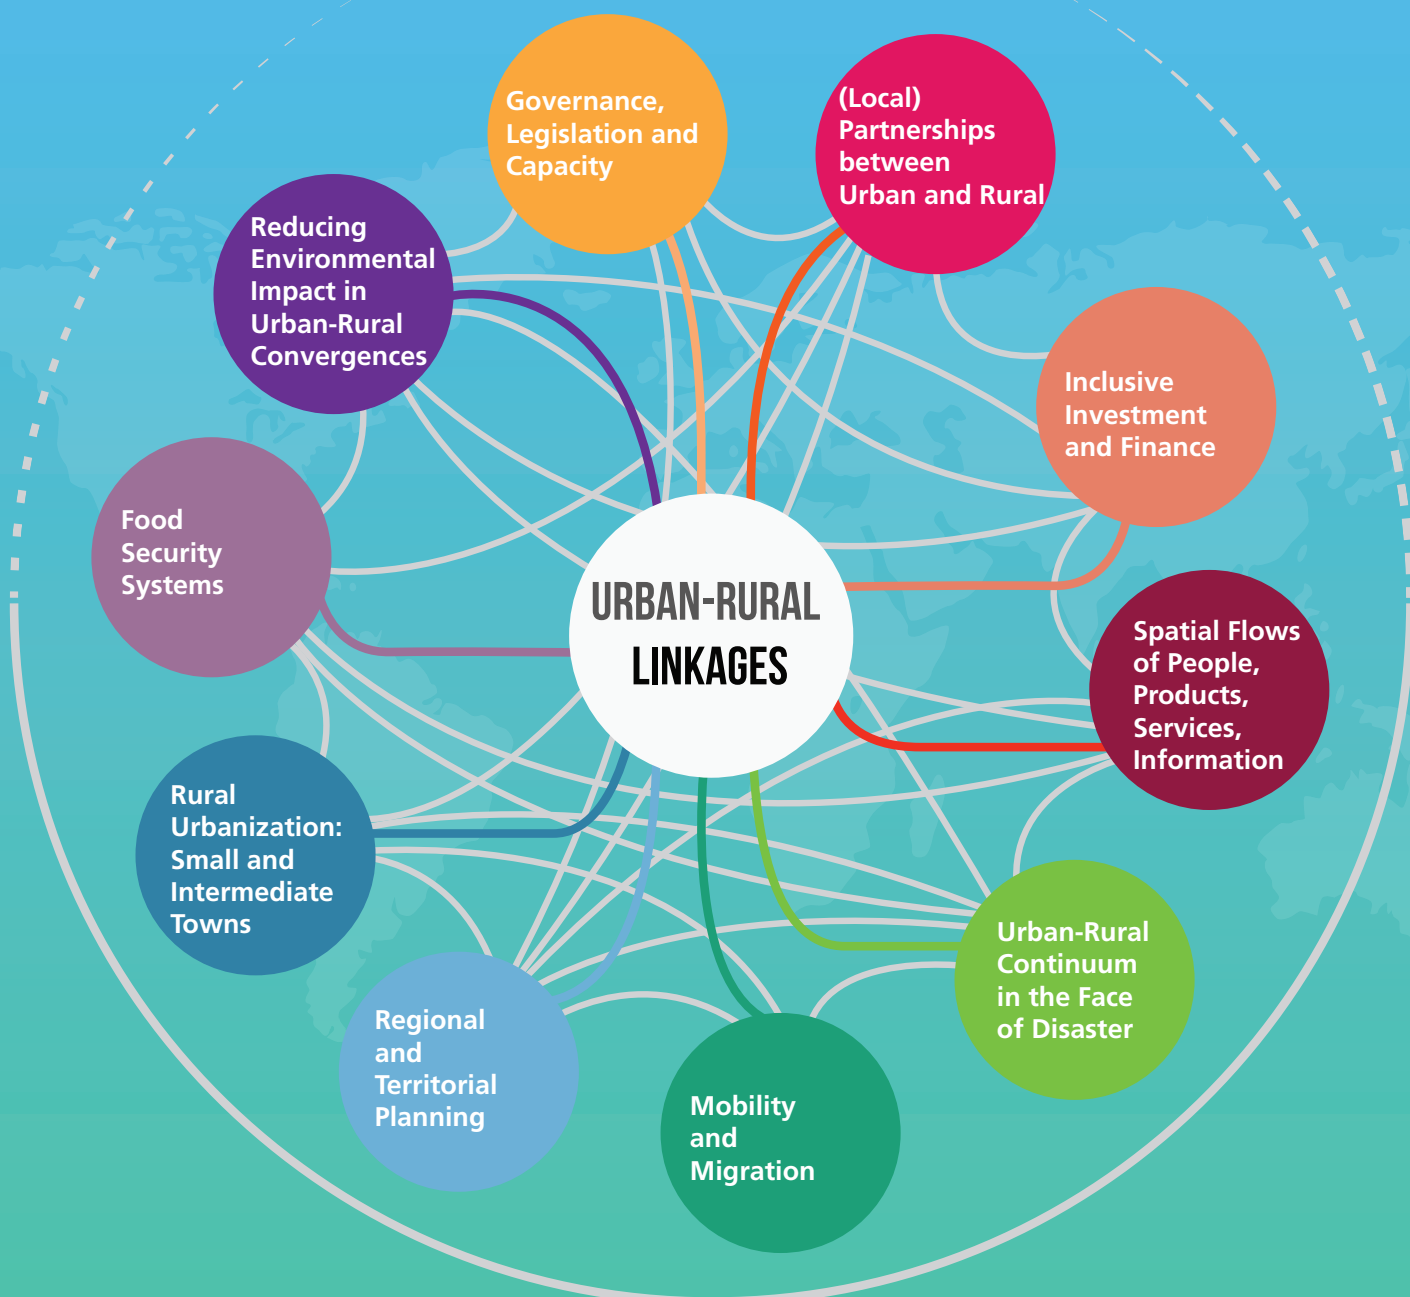 Governance,
Legislation and
Capacity
(Local)
Partnerships
between
Urban and Rural
Reducing
Environmental
Impact in
Urban-Rural
Convergences
Inclusive
Investment
and Finance
Food
Security
Systems
URBAN-RURAL
LINKAGES
Spatial Flows
of People,
Products,
Services,
Information
Rural
Urbanization:
Small and
Intermediate
Towns
Urban-Rural
Continuum
in the Face
of Disaster
Regional
and
Territorial
Planning
Mobility
and
Migration